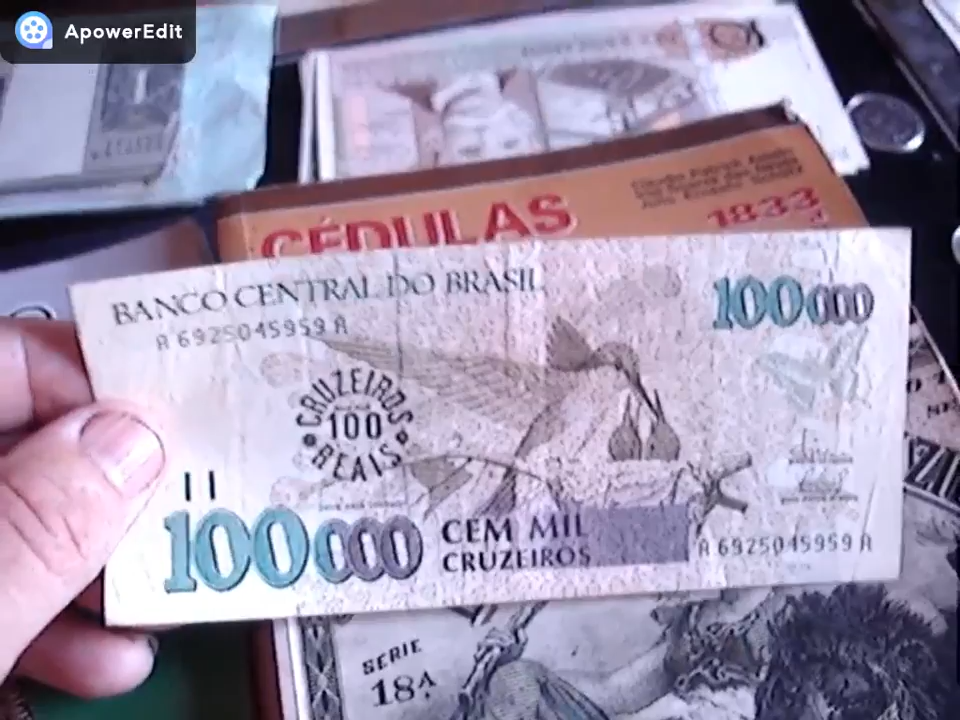 ApowerEdit
CÉDULAS
1833
BANCO CENTRAL DO BRASIL
100000
A 6925045959 A
CRUZEIROS
100
REAIS
100000
CEM MIL
CRUZEIROS
A 6925045959 A
SERIE
18A